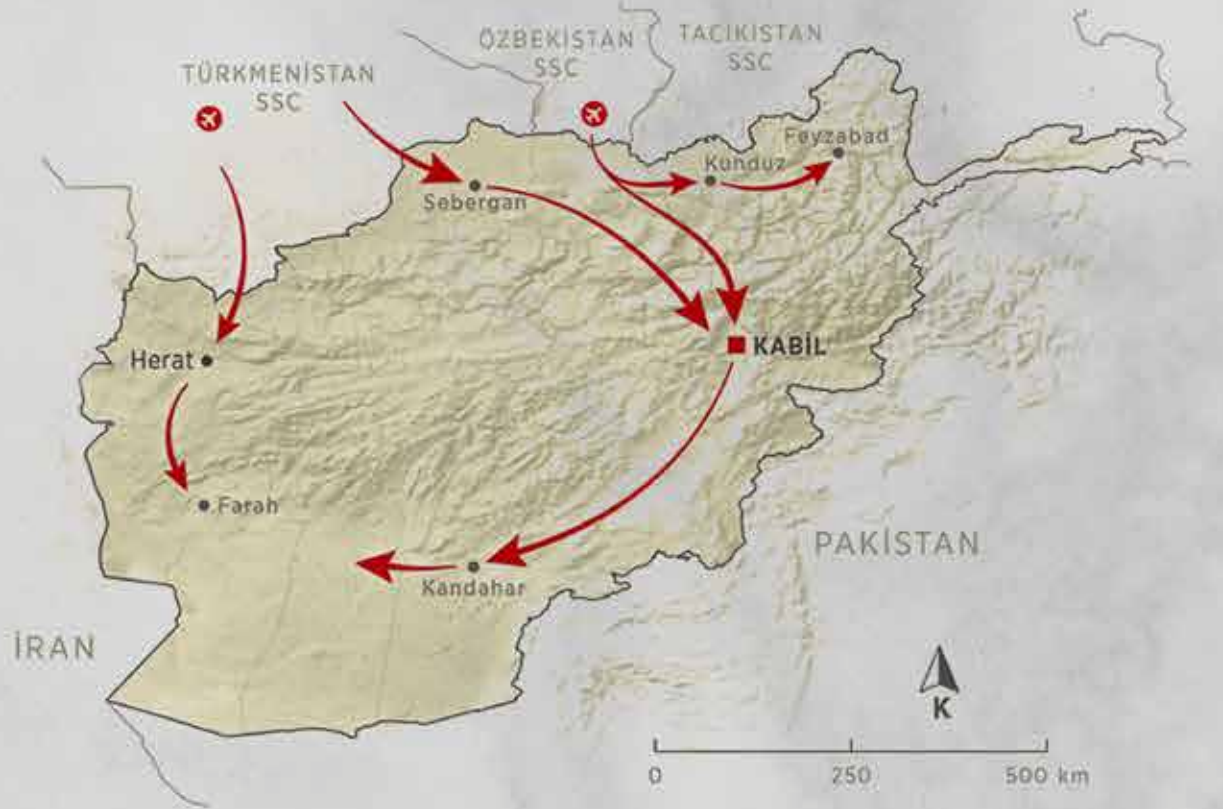 ÖZBEKİSTAN
SSC
TACİKİSTAN
SSC
TÜRKMENİSTAN
SSC
Feyzabad
Kunduz
Şebergan
KABİL
Herat
Farah
Kandahar
PAKİSTAN
İRAN
K
0 250 500 km